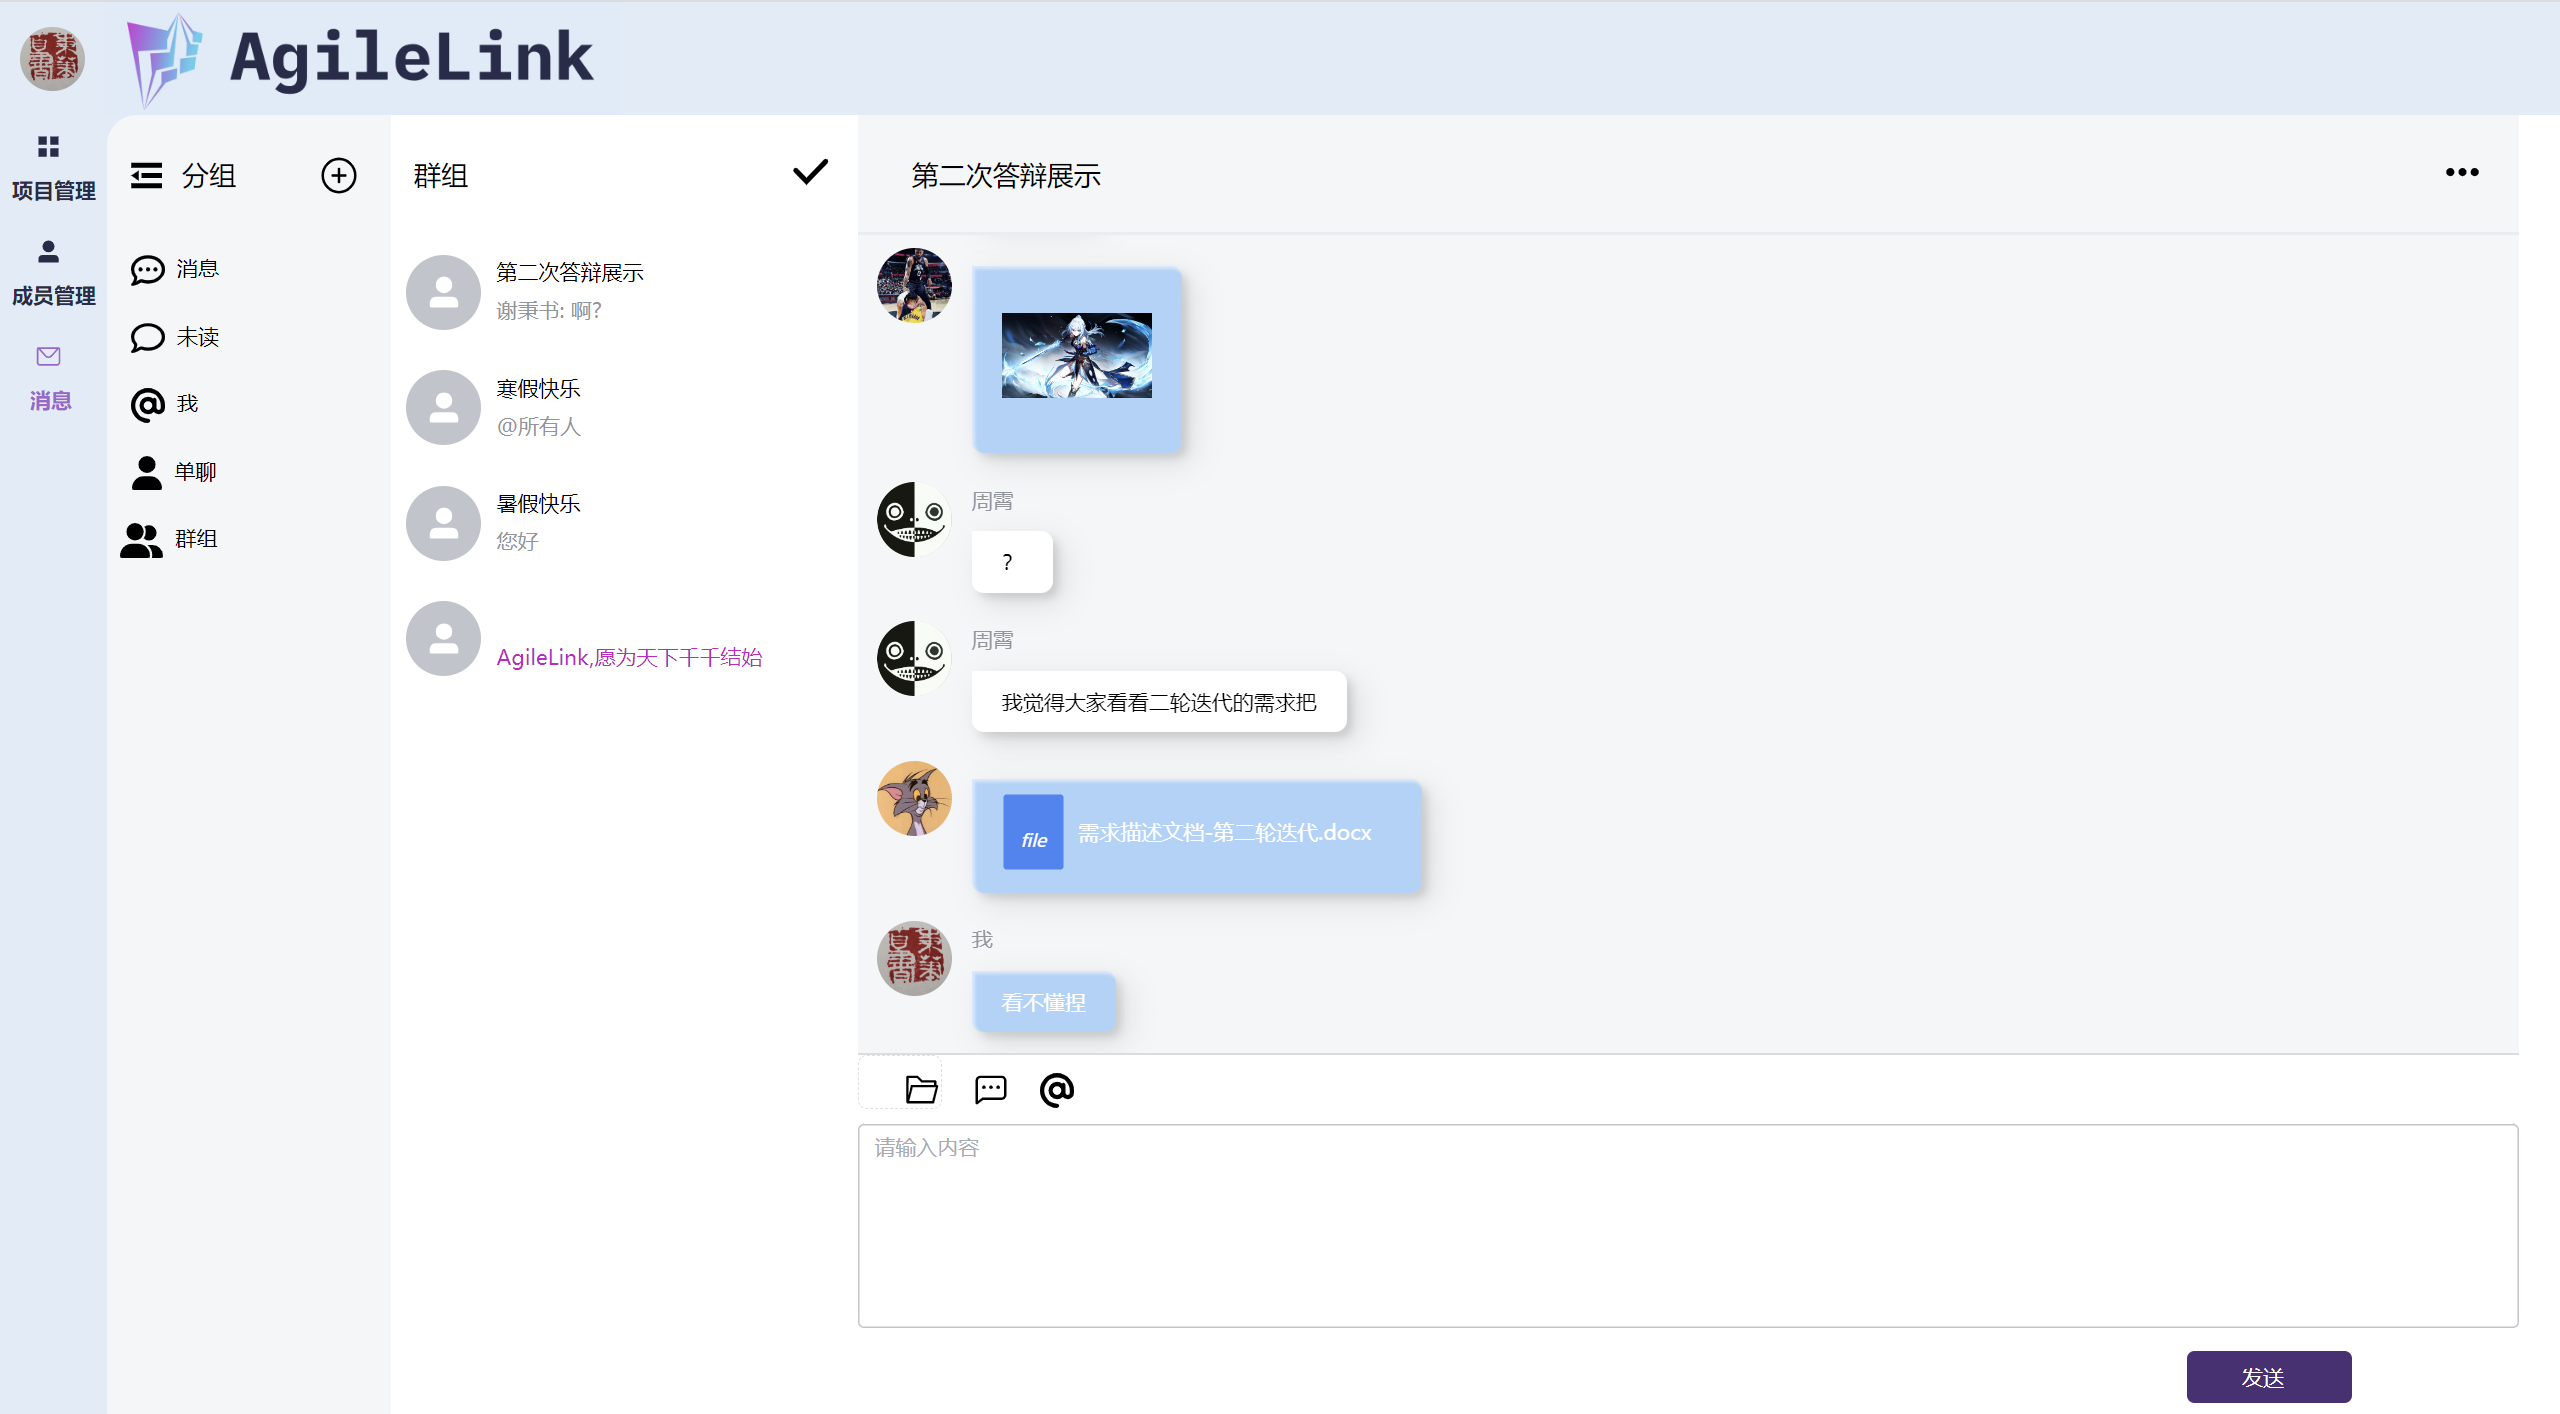 AgileLink
项目管理
成员管理
消息
分组
消息
未读
我
单聊
群组
群组
第二次答辩展示
谢秉书: 啊?
寒假快乐
@所有人
暑假快乐
您好
AgileLink,愿为天下千千结始
第二次答辩展示
周霄
?
周霄
我觉得大家看看二轮迭代的需求把
file
需求描述文档-第二轮迭代.docx
我
看不懂捏
请输入内容
发送